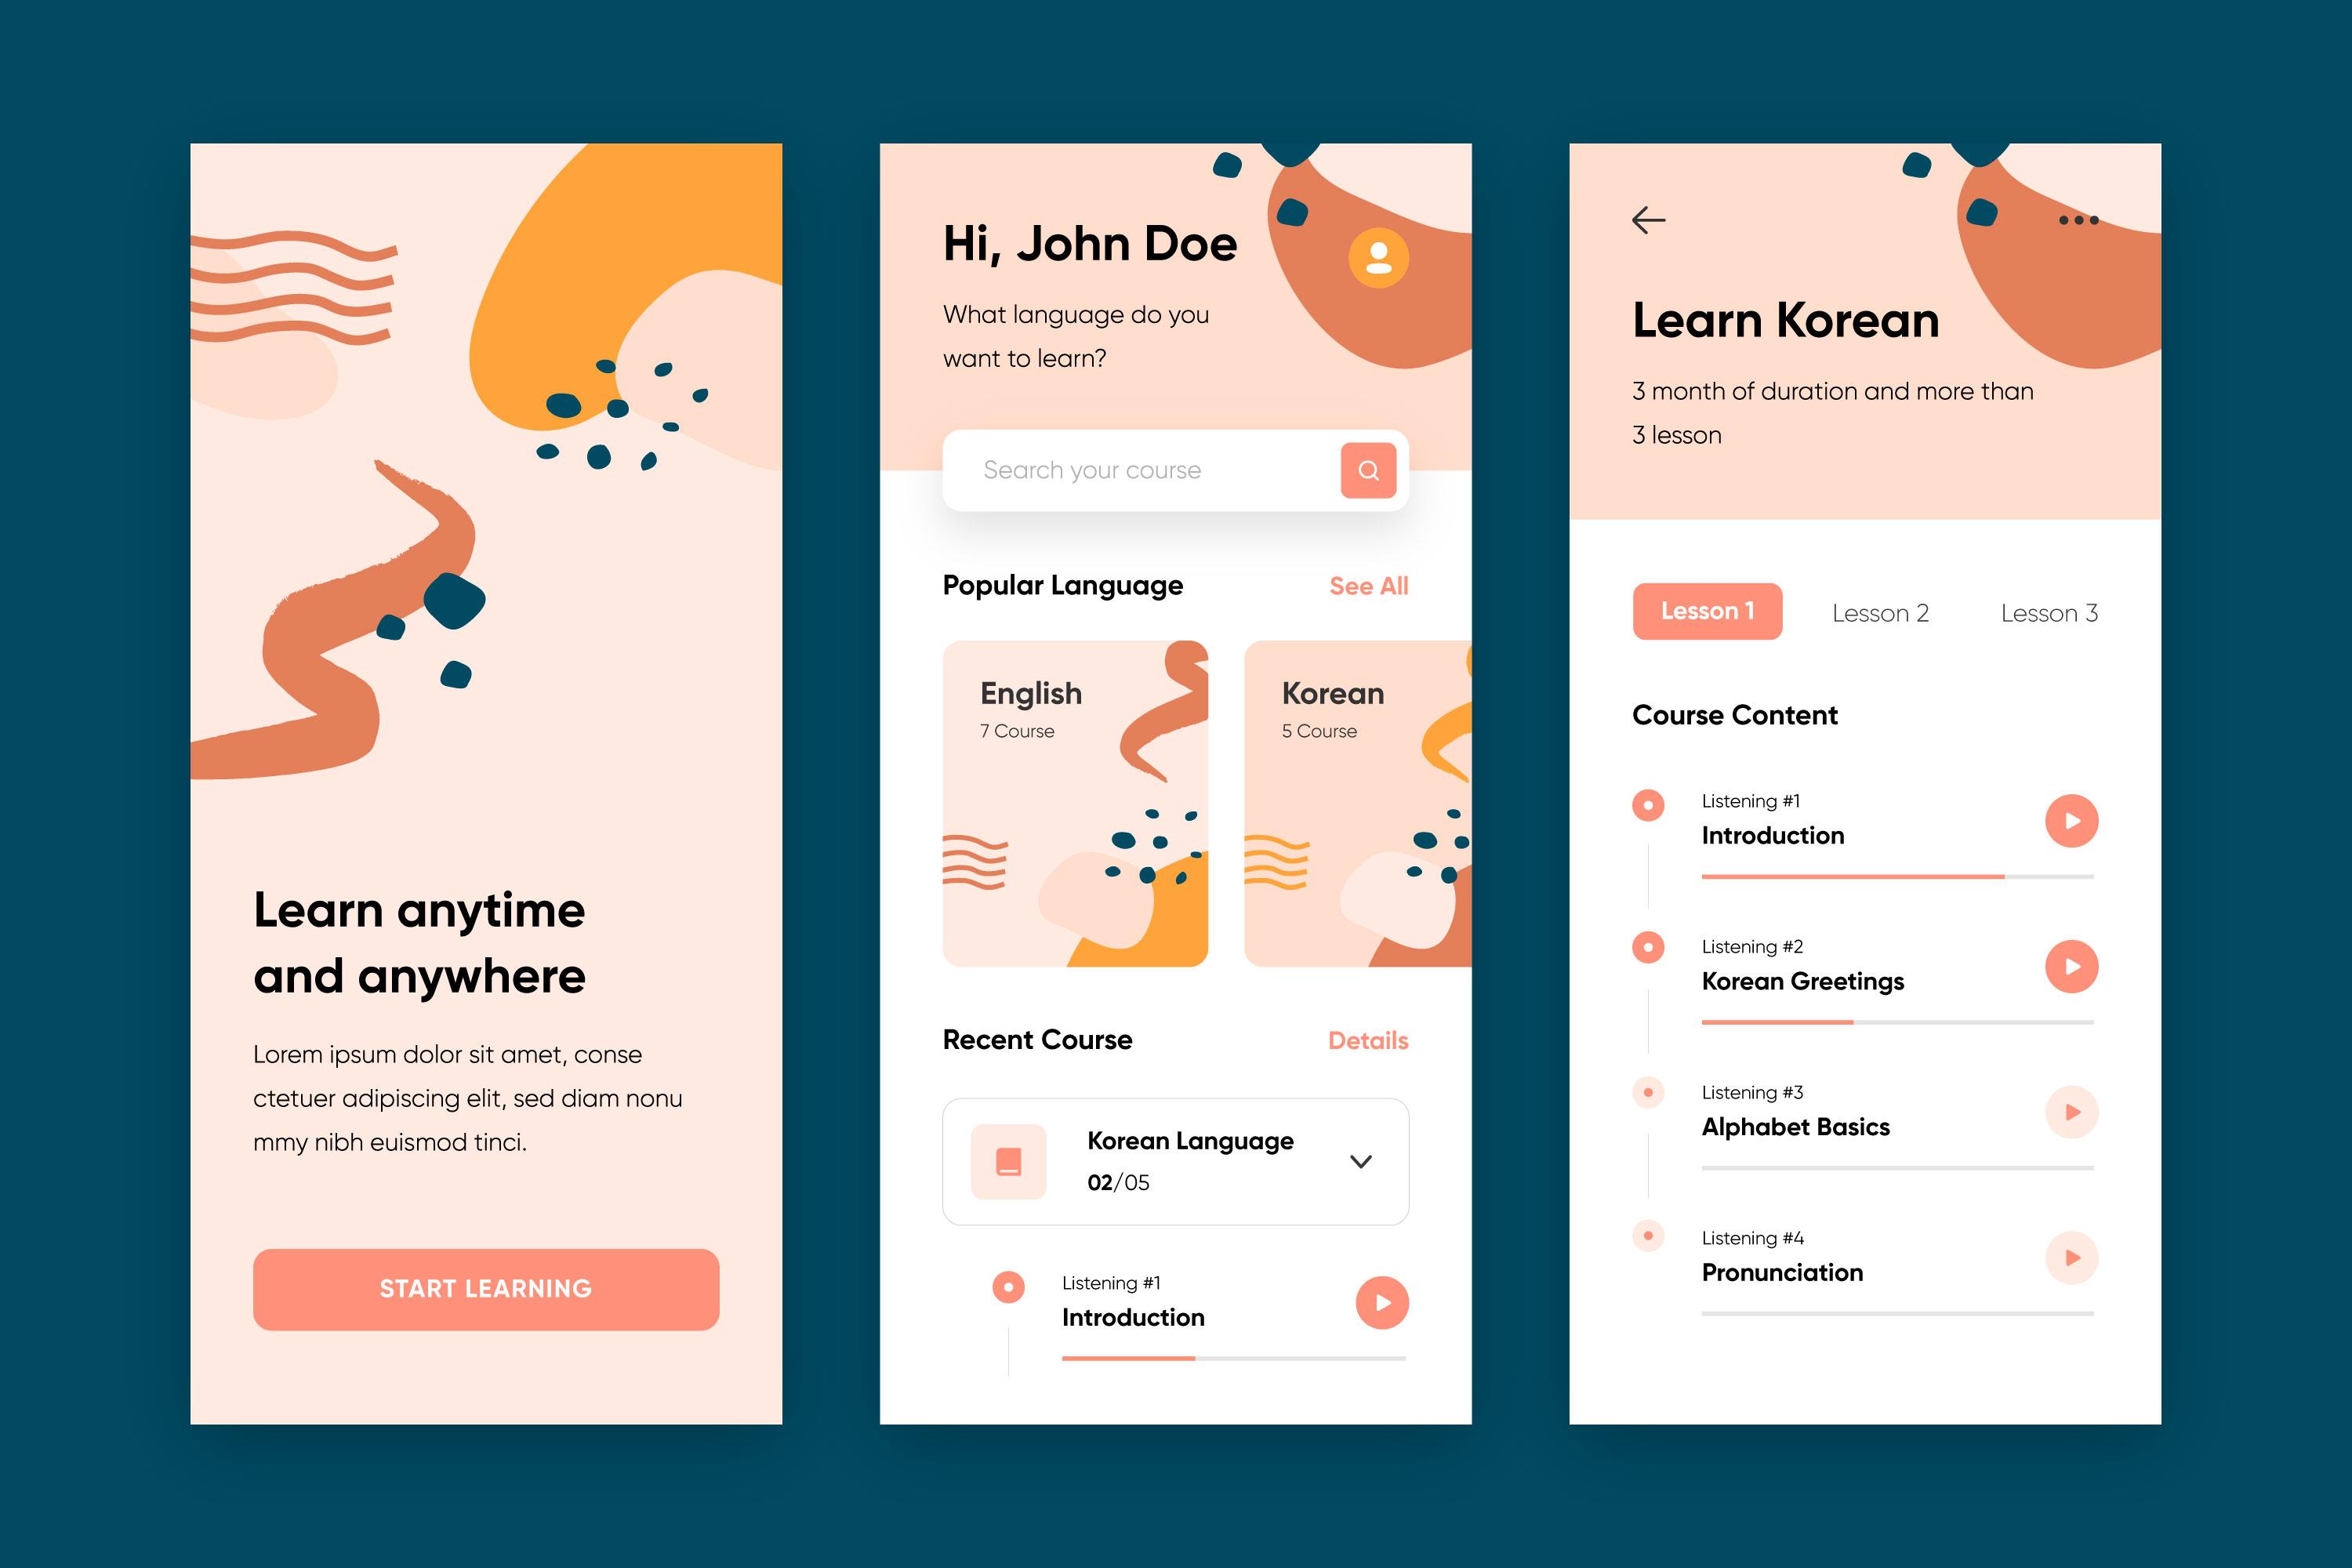 Learn anytime
and anywhere
Lorem ipsum dolor sit amet, conse
ctetuer adipiscing elit, sed diam nonu
mmy nibh euismod tinci.
START LEARNING
Hi, John Doe
What language do you
want to learn?
Search your course
Popular Language
See All
English
7 Course
Korean
5 Course
Recent Course
Details
Korean Language
02/05
Listening #1
Introduction
Learn Korean
3 month of duration and more than
3 lesson
Lesson 1
Lesson 2
Lesson 3
Course Content
Listening #1
Introduction
Listening #2
Korean Greetings
Listening #3
Alphabet Basics
Listening #4
Pronunciation